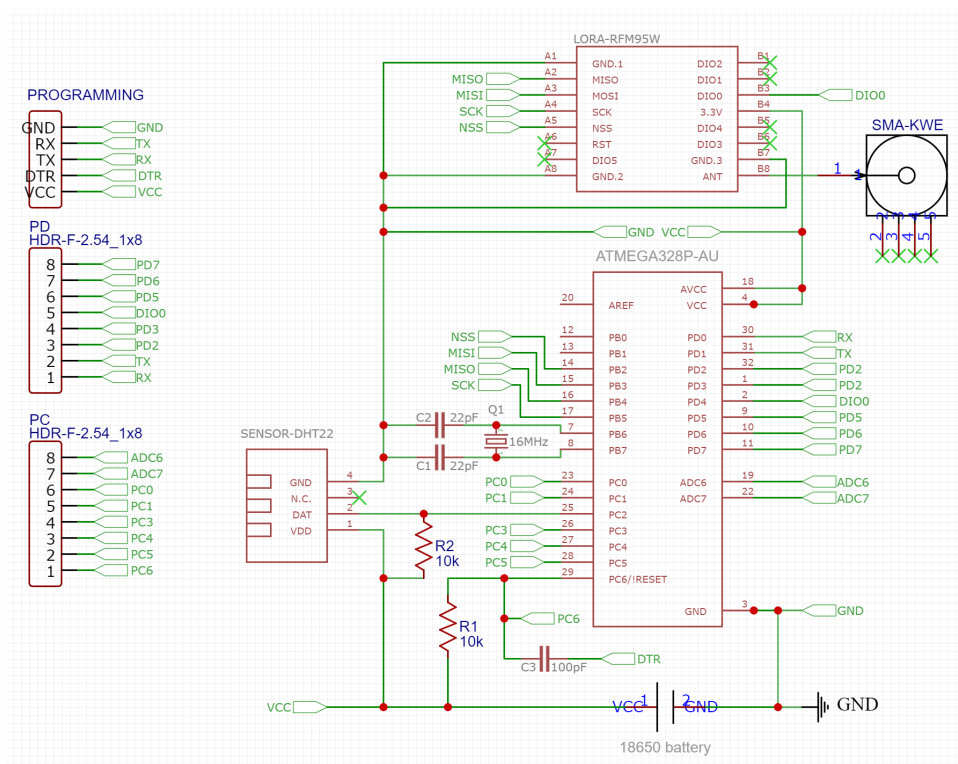 LORA-RFM95W
A1 GND.1
A2 MISO
A3 MOSI
A4 SCK
A5 NSS
A6 RST
A7 DIO5
A8 GND.2
DIO2 B1
DIO1 B2
DIO0 B3
3.3V B4
DIO4 B5
DIO3 B6
GND.3 B7
ANT B8
MISO
MISI
SCK
NSS
DIO0
SMA-KWE
1
1
2 3 4 5
2 3 4 5
PROGRAMMING
GND GND
RX TX
TX RX
DTR DTR
VCC VCC
PD
HDR-F-2.54_1x8
8 PD7
7 PD6
6 PD5
5 DIO0
4 PD3
3 PD2
2 TX
1 RX
PC
HDR-F-2.54_1x8
8 ADC6
7 ADC7
6 PC0
5 PC1
4 PC3
3 PC4
2 PC5
1 PC6
GND VCC
ATMEGA328P-AU
20 AREF
12 PB0
13 PB1
14 PB2
15 PB3
16 PB4
17 PB5
7 PB6
8 PB7
23 PC0
24 PC1
25 PC2
26 PC3
27 PC4
28 PC5
29 PC6/!RESET
AVCC 18
VCC 4
PD0 30 RX
PD1 31 TX
PD2 32 PD2
PD3 1 PD2
PD4 2 DIO0
PD5 9 PD5
PD6 10 PD6
PD7 11 PD7
ADC6 19 ADC6
ADC7 22 ADC7
GND 3 GND
NSS
MISI
MISO
SCK
C2 22pF
Q1
16MHz
C1 22pF
PC0
PC1
PC3
PC4
PC5
SENSOR-DHT22
GND 4
N.C. 3
DAT 2
VDD 1
R2
10k
R1
10k
PC6
C3 100pF
DTR
VCC
VCC 1
2 GND
GND
18650 battery